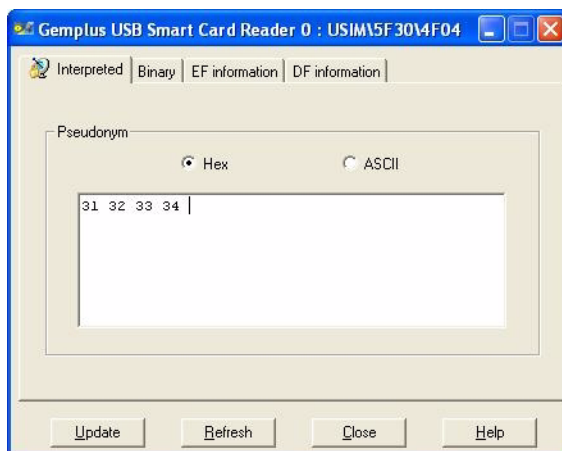 Gemplus USB Smart Card Reader 0 : USIM\5F30\4F04
Interpreted Binary EF information DF information
Pseudonym
Hex ASCII
31 32 33 34
Update Refresh Close Help